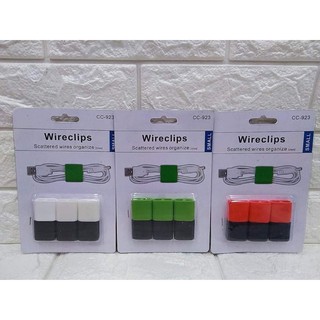 CC-923
Wireclips
Scattered wires organize
SMALL
CC-923
Wireclips
Scattered wires organize
SMALL
CC-923
Wireclips
Scattered wires organize
SMALL